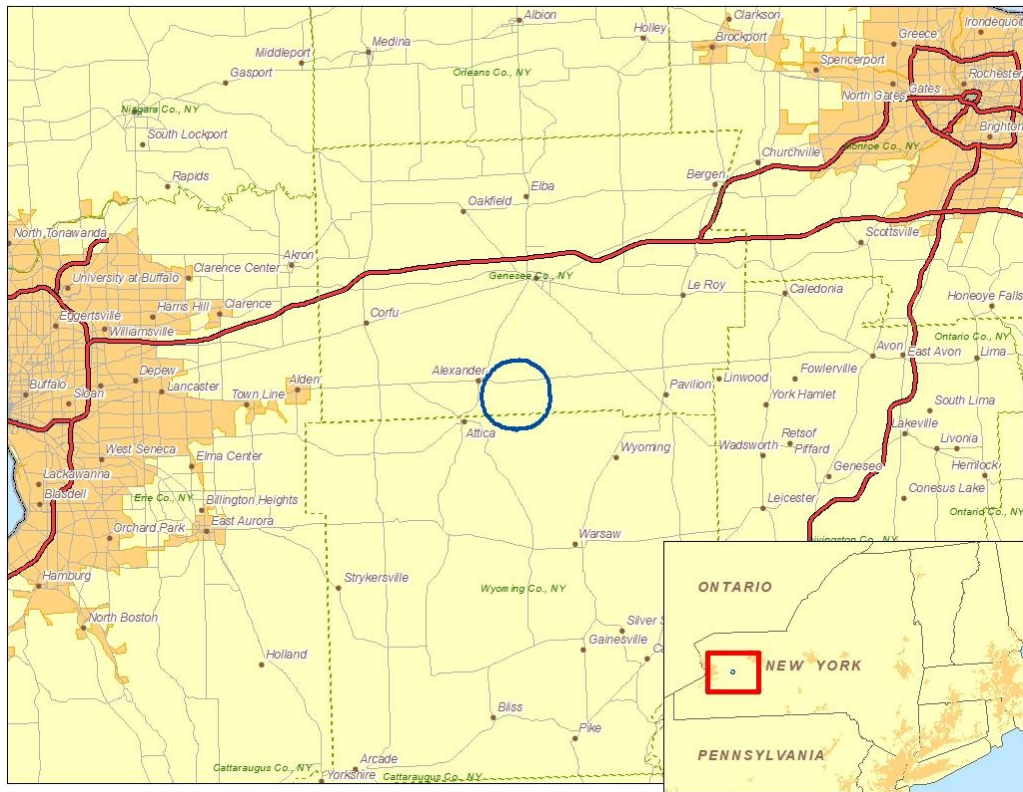 Albion
Clarkson
Irondequoit
Holley
Medina
Brockport
Greece
Middleport
Spencerport
Gasport
Orleans Co., NY
Rochester
North Gates
Gates
Niagara Co., NY
South Lockport
Brighton
Monroe Co., NY
Churchville
Rapids
Bergen
Elba
Oakfield
North Tonawanda
Scottsville
Akron
Clarence Center
University at Buffalo
Genesee Co., NY
Le Roy
Caledonia
Honeoye Falls
Harris Hill
Clarence
Eggertsville
Corfu
Williamsville
Ontario Co., NY
Avon
East Avon
Lima
Alexander
Depew
Pavilion
Linwood
Fowlerville
Buffalo
Lancaster
Alden
Sloan
Town Line
York Hamlet
South Lima
Attica
Lakeville
Retsof
West Seneca
Wyoming
Wadsworth
Piffard
Livonia
Elma Center
Geneseo
Hemlock
Lackawanna
Blasdell
Erie Co., NY
Billington Heights
Leicester
Conesus Lake
Ontario Co., NY
Orchard Park
East Aurora
Warsaw
Livingston Co., NY
Hamburg
Strykersville
Wyoming Co., NY
ONTARIO
North Boston
Silver S
Gainesville
Holland
NEW YORK
Bliss
Pike
PENNSYLVANIA
Arcade
Cattaraugus Co., NY
Yorkshire
Cattaraugus Co., NY